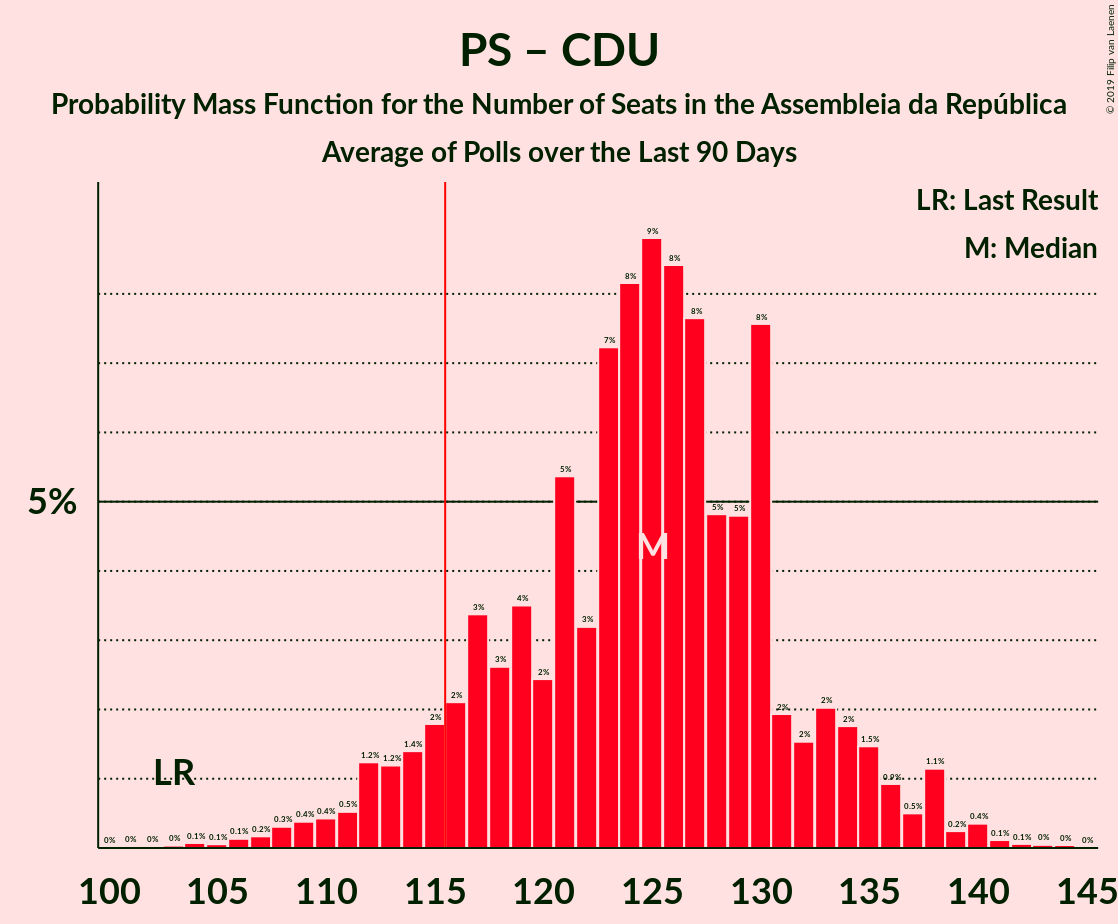 PS – CDU
Probability Mass Function for the Number of Seats in the Assembleia da República
Average of Polls over the Last 90 Days
© 2019 Filip van Laenen
LR: Last Result
M: Median
5%
LR
M
0% 0% 0% 0% 0.1% 0.1% 0.1% 0.2% 0.3% 0.4% 0.4% 0.5% 1.2% 1.2% 1.4% 2% 2% 3% 3% 4% 2% 5% 3% 7% 8% 9% 8% 8% 5% 5% 8% 2% 2% 2% 2% 1.5% 0.9% 0.5% 1.1% 0.2% 0.4% 0.1% 0.1% 0% 0% 0%
100 105 110 115 120 125 130 135 140 145